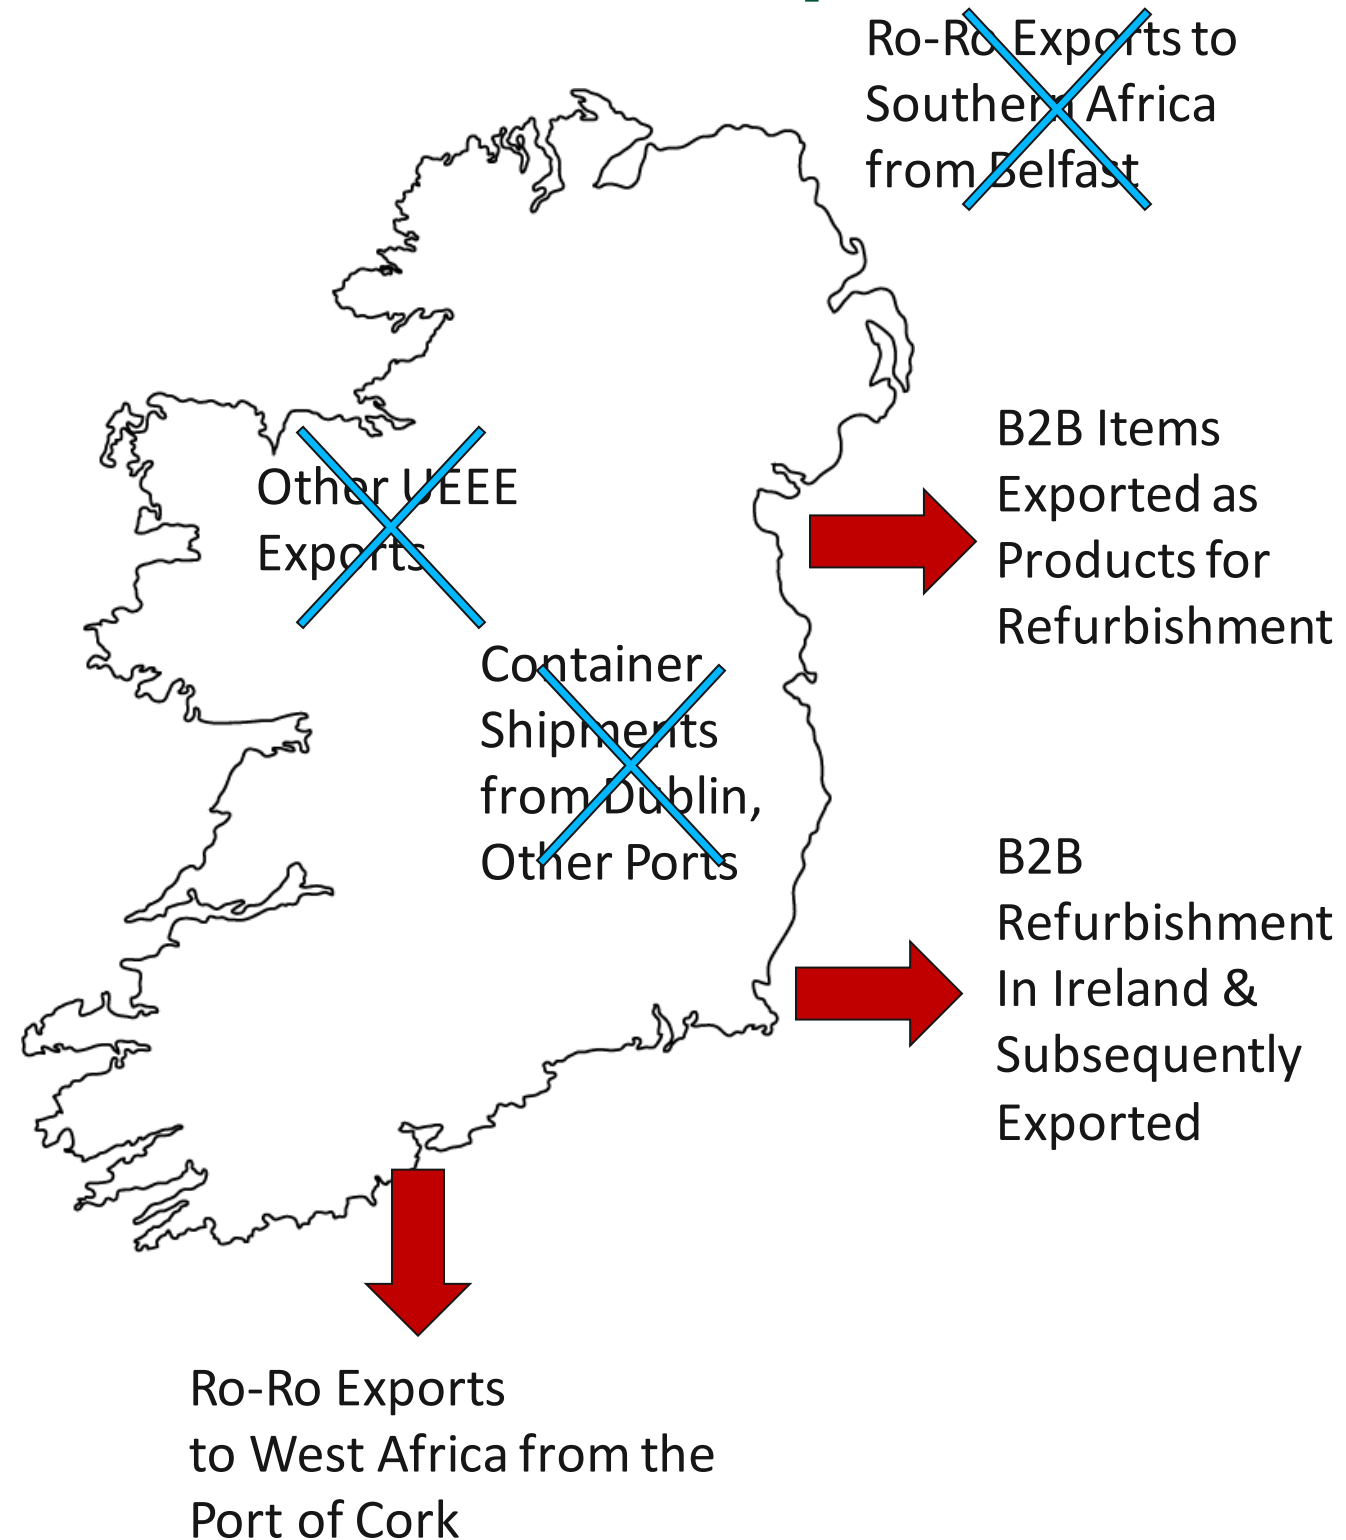 Ro-Ro Exports to
Southern Africa
from Belfast
B2B Items
Exported as
Products for
Refurbishment
Other UEEE
Exports
Container
Shipments
from Dublin,
Other Ports
B2B
Refurbishment
In Ireland &
Subsequently
Exported
Ro-Ro Exports
to West Africa from the
Port of Cork